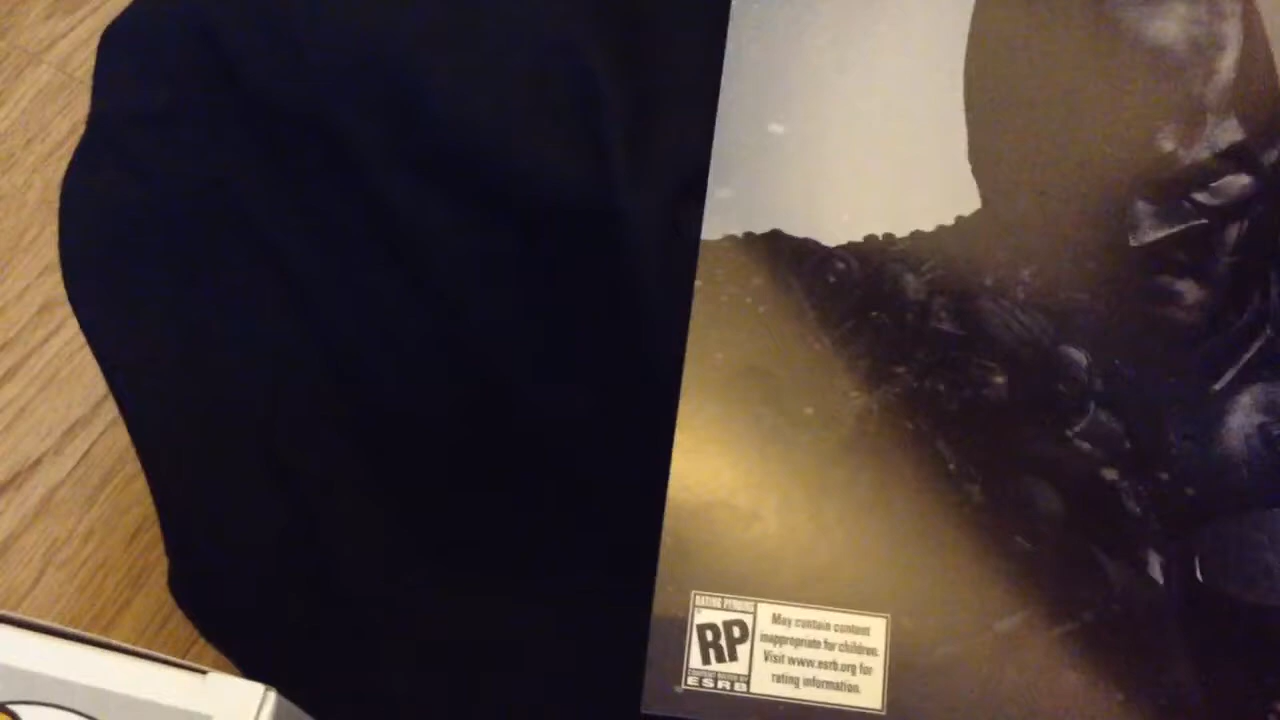 RATING PENDING
RP
CONTENT RATED BY
ESRB
May contain content
inappropriate for children.
Visit www.esrb.org for
rating information.